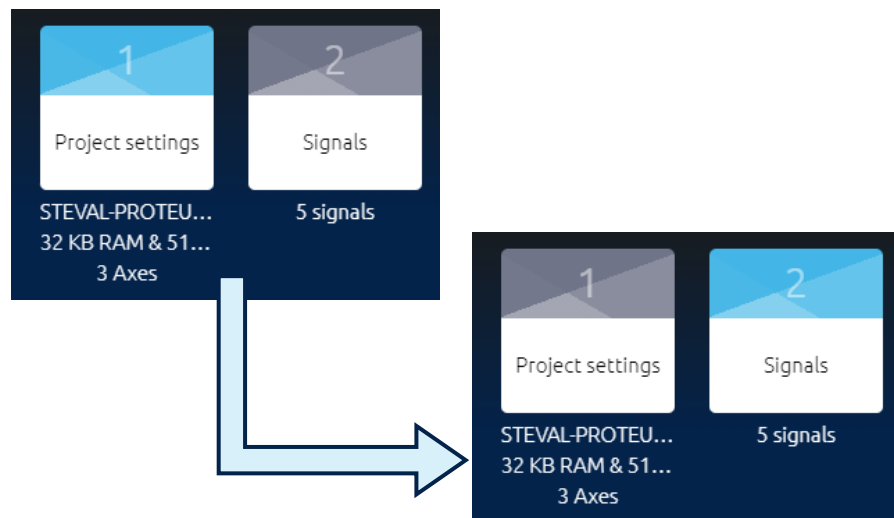 1
2
Project settings
Signals
STEVAL-PROTEU...
5 signals
32 KB RAM & 51...
3 Axes
1
2
Project settings
Signals
STEVAL-PROTEU...
5 signals
32 KB RAM & 51...
3 Axes